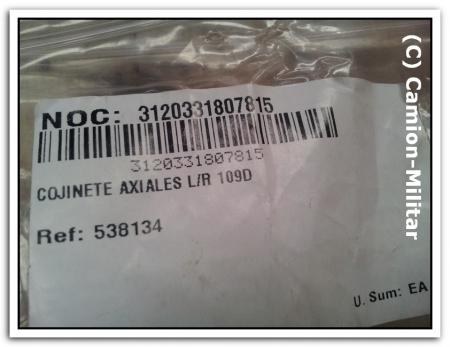 NOC: 3120331807815
3120331807815
COJINETE AXIALES L/R 109D
Ref: 538134
U. Sum: EA
(C) Camion-Militar